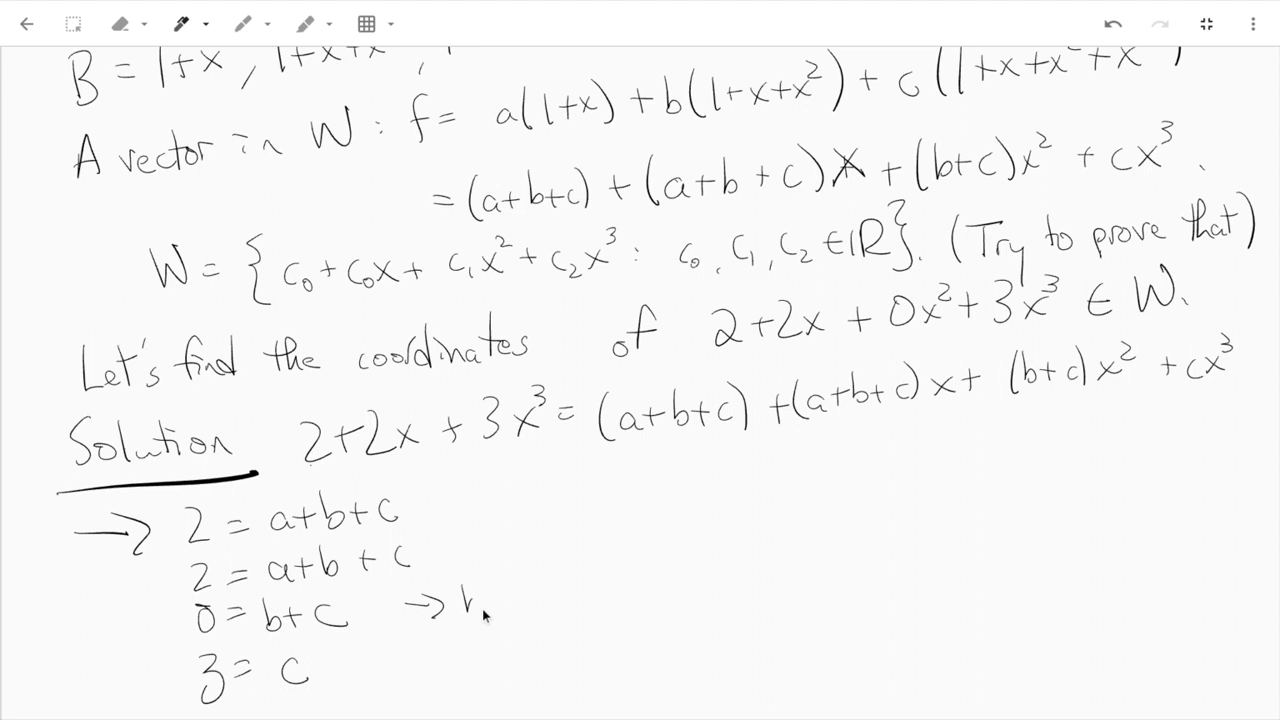 B = 1+x, 1+x+x
A vector in W : f = a(1+x) + b(1+x+x²) + c(1+x+x²+x
= (a+b+c) + (a+b+c)x + (b+c)x² + cx³.
W = { c₀ + c₀x + c₁x² + c₂x³ : c₀, c₁, c₂ ∈ ℝ}. (Try to prove that)
Let's find the coordinates of 2+2x + 0x² + 3x³ ∈ W.
Solution 2+2x + 3x³ = (a+b+c) + (a+b+c)x + (b+c)x² + cx³
→ 2 = a+b+c
2 = a+b+c
0 = b+c →
3 = c